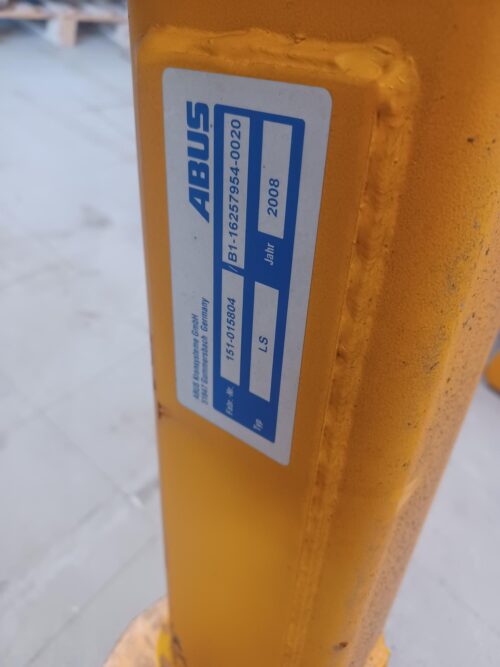 ABUS
ABUS Kransysteme GmbH
51647 Gummersbach Germany
Fabr.-Nr. 151-015804 / B1-16257954-0020
Typ LS Jahr 2008